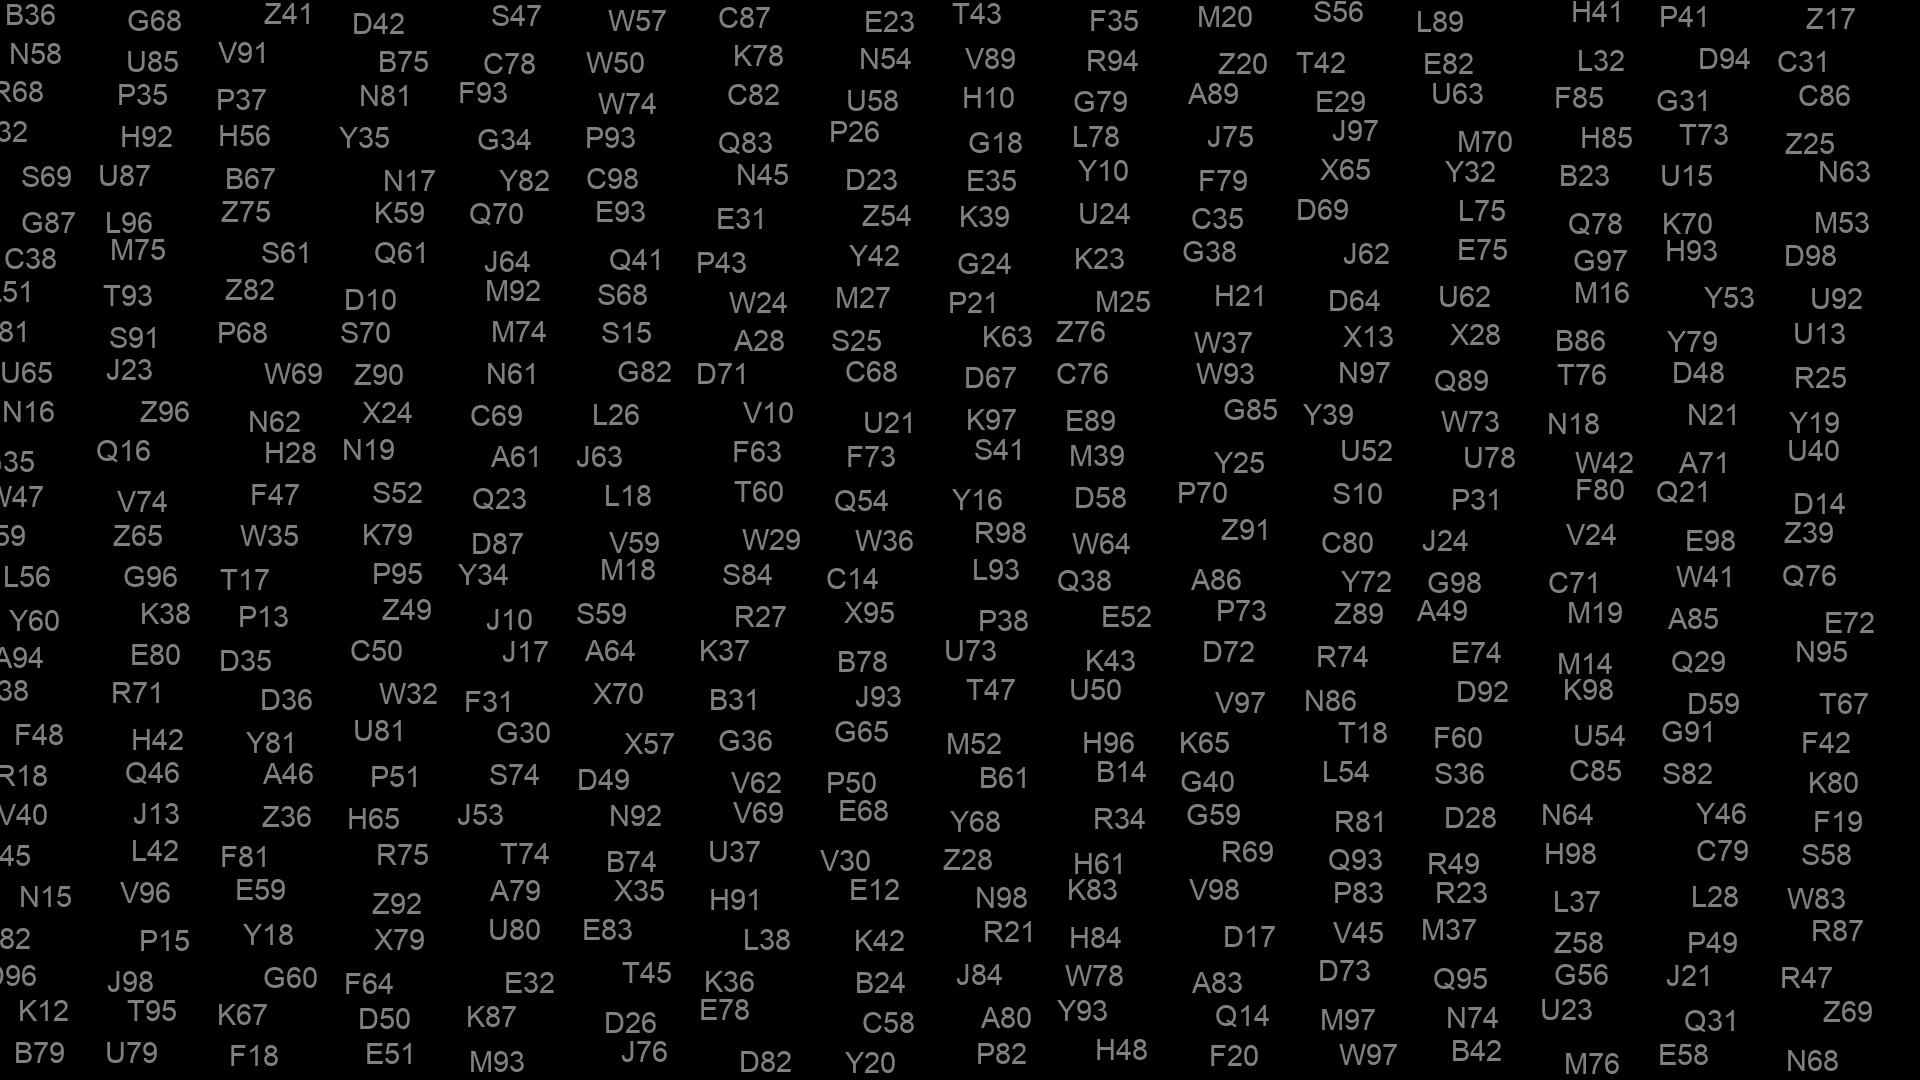 B36 G68 Z41 D42 S47 W57 C87 E23 T43 F35 M20 S56 L89 H41 P41 Z17
N58 U85 V91 B75 C78 W50 K78 N54 V89 R94 Z20 T42 E82 L32 D94 C31
R68 P35 P37 N81 F93 W74 C82 U58 H10 G79 A89 E29 U63 F85 G31 C86
32 H92 H56 Y35 G34 P93 Q83 P26 G18 L78 J75 J97 M70 H85 T73 Z25
S69 U87 B67 N17 Y82 C98 N45 D23 E35 Y10 F79 X65 Y32 B23 U15 N63
G87 L96 Z75 K59 Q70 E93 E31 Z54 K39 U24 C35 D69 L75 Q78 K70 M53
C38 M75 S61 Q61 J64 Q41 P43 Y42 G24 K23 G38 J62 E75 G97 H93 D98
51 T93 Z82 D10 M92 S68 W24 M27 P21 M25 H21 D64 U62 M16 Y53 U92
81 S91 P68 S70 M74 S15 A28 S25 K63 Z76 W37 X13 X28 B86 Y79 U13
U65 J23 W69 Z90 N61 G82 D71 C68 D67 C76 W93 N97 Q89 T76 D48 R25
N16 Z96 N62 X24 C69 L26 V10 U21 K97 E89 G85 Y39 W73 N18 N21 Y19
35 Q16 H28 N19 A61 J63 F63 F73 S41 M39 Y25 U52 U78 W42 A71 U40
W47 V74 F47 S52 Q23 L18 T60 Q54 Y16 D58 P70 S10 P31 F80 Q21 D14
59 Z65 W35 K79 D87 V59 W29 W36 R98 W64 Z91 C80 J24 V24 E98 Z39
L56 G96 T17 P95 Y34 M18 S84 C14 L93 Q38 A86 Y72 G98 C71 W41 Q76
Y60 K38 P13 Z49 J10 S59 R27 X95 P38 E52 P73 Z89 A49 M19 A85 E72
A94 E80 D35 C50 J17 A64 K37 B78 U73 K43 D72 R74 E74 M14 Q29 N95
38 R71 D36 W32 F31 X70 B31 J93 T47 U50 V97 N86 D92 K98 D59 T67
F48 H42 Y81 U81 G30 X57 G36 G65 M52 H96 K65 T18 F60 U54 G91 F42
R18 Q46 A46 P51 S74 D49 V62 P50 B61 B14 G40 L54 S36 C85 S82 K80
V40 J13 Z36 H65 J53 N92 V69 E68 Y68 R34 G59 R81 D28 N64 Y46 F19
45 L42 F81 R75 T74 B74 U37 V30 Z28 H61 R69 Q93 R49 H98 C79 S58
N15 V96 E59 Z92 A79 X35 H91 E12 N98 K83 V98 P83 R23 L37 L28 W83
82 P15 Y18 X79 U80 E83 L38 K42 R21 H84 D17 V45 M37 Z58 P49 R87
96 J98 G60 F64 E32 T45 K36 B24 J84 W78 A83 D73 Q95 G56 J21 R47
K12 T95 K67 D50 K87 D26 E78 C58 A80 Y93 Q14 M97 N74 U23 Q31 Z69
B79 U79 F18 E51 M93 J76 D82 Y20 P82 H48 F20 W97 B42 M76 E58 N68